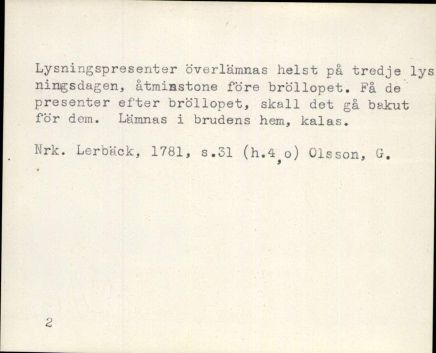 Lysningspresenter överlämnas helst på tredje lys
ningsdagen, åtminstone före bröllopet. Få de
presenter efter bröllopet, skall det gå bakut
för dem. Lämnas i brudens hem, kalas.
Nrk. Lerbäck, 1781, s.31 (h.4,o) Olsson, G.
2